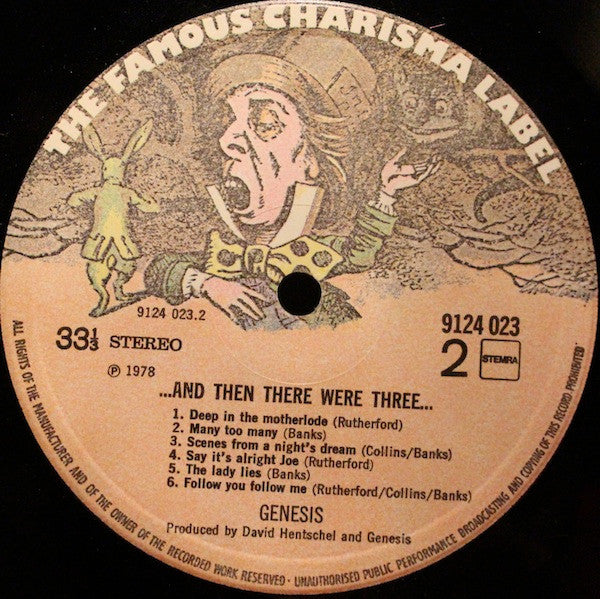 THE FAMOUS CHARISMA LABEL
9124 023.2
33⅓ STEREO
℗ 1978
9124 023
2 STEMRA
...AND THEN THERE WERE THREE...
1. Deep in the motherlode (Rutherford)
2. Many too many (Banks)
3. Scenes from a night's dream (Collins/Banks)
4. Say it's alright Joe (Rutherford)
5. The lady lies (Banks)
6. Follow you follow me (Rutherford/Collins/Banks)
GENESIS
Produced by David Hentschel and Genesis
ALL RIGHTS OF THE MANUFACTURER AND OF THE OWNER OF THE RECORDED WORK RESERVED · UNAUTHORISED PUBLIC PERFORMANCE BROADCASTING AND COPYING OF THIS RECORD PROHIBITED